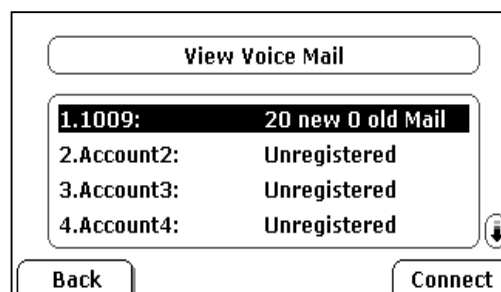 View Voice Mail
1.1009: 20 new 0 old Mail
2.Account2: Unregistered
3.Account3: Unregistered
4.Account4: Unregistered
Back Connect